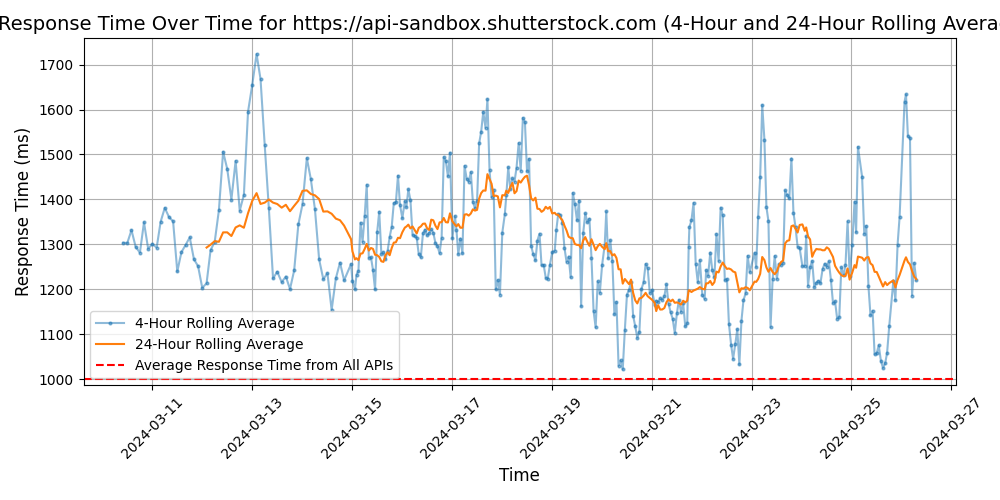 Response Time Over Time for https://api-sandbox.shutterstock.com (4-Hour and 24-Hour Rolling Avera
Response Time (ms)
1700
1600
1500
1400
1300
1200
1100
1000
4-Hour Rolling Average
24-Hour Rolling Average
Average Response Time from All APIs
2024-03-11
2024-03-13
2024-03-15
2024-03-17
2024-03-19
2024-03-21
2024-03-23
2024-03-25
2024-03-27
Time